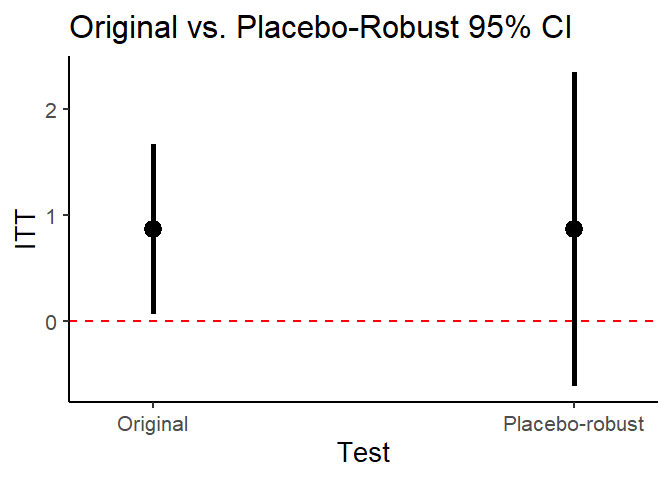 Original vs. Placebo-Robust 95% CI
2
1
0
ITT
Original
Placebo-robust
Test